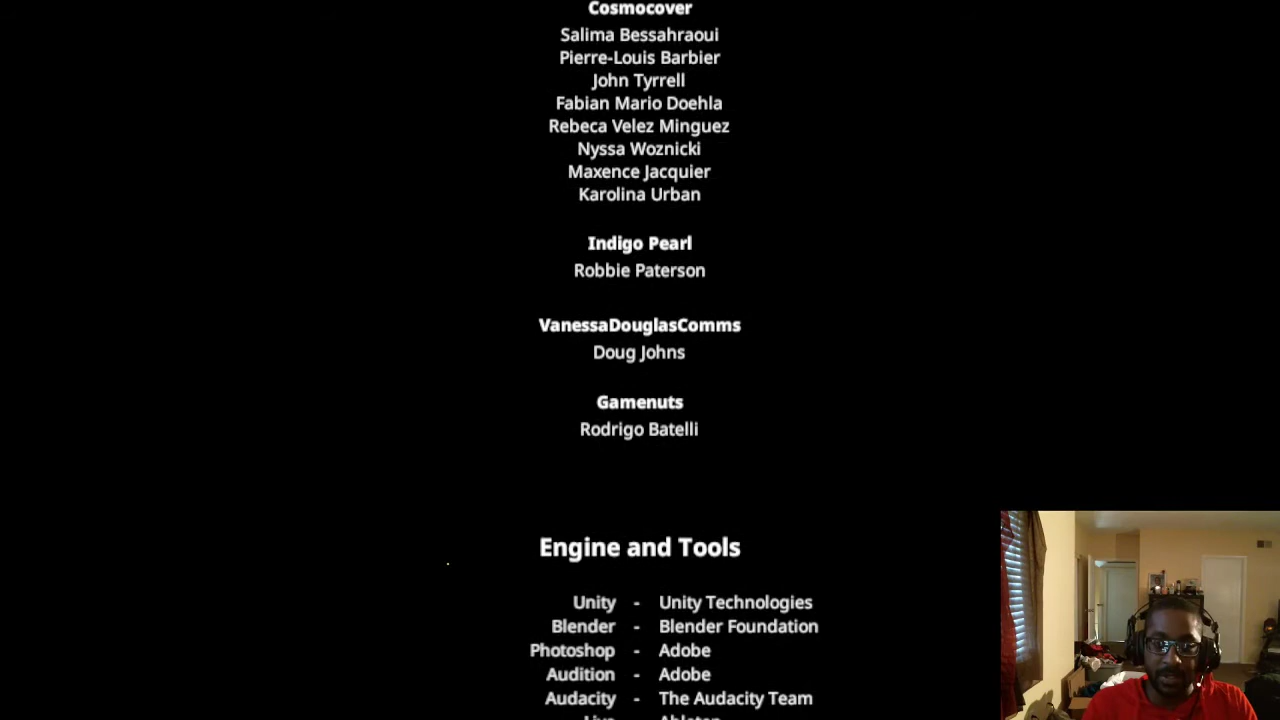 Cosmocover
Salima Bessahraoui
Pierre-Louis Barbier
John Tyrrell
Fabian Mario Doehla
Rebeca Velez Minguez
Nyssa Woznicki
Maxence Jacquier
Karolina Urban
Indigo Pearl
Robbie Paterson
VanessaDouglasComms
Doug Johns
Gamenuts
Rodrigo Batelli
Engine and Tools
Unity - Unity Technologies
Blender - Blender Foundation
Photoshop - Adobe
Audition - Adobe
Audacity - The Audacity Team
Live Ableton